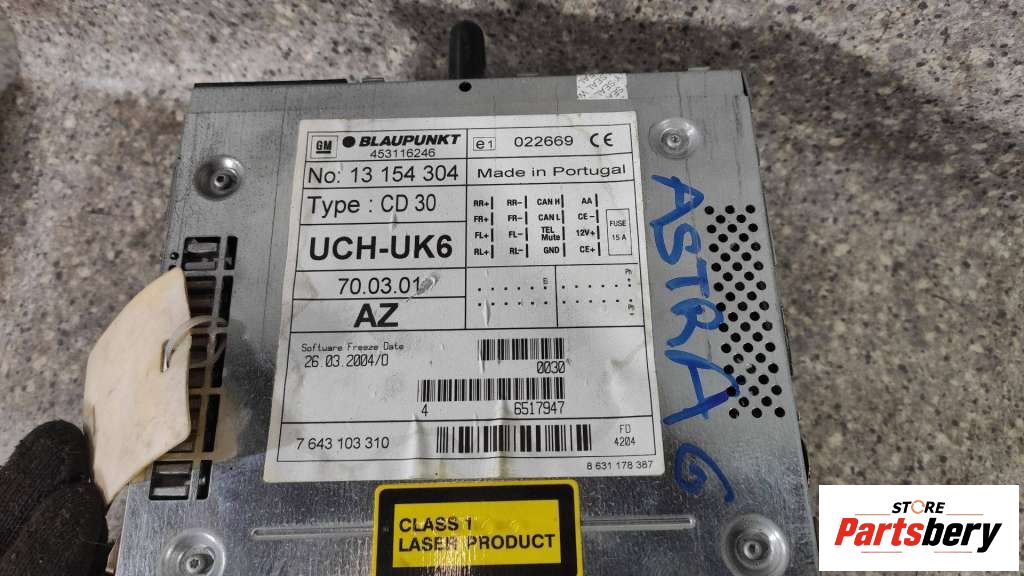 GM BLAUPUNKT
453116246
e1 022669 CE
No: 13 154 304
Made in Portugal
Type : CD 30
RR+ RR- CAN H AA
FR+ FR- CAN L CE-
FL+ FL- TEL Mute 12V+
RL+ RL- GND CE+
FUSE
15 A
UCH-UK6
70.03.01
AZ
Software Freeze Date
26.03.2004/D
0030
4 6517947
7 643 103 310
FD
4204
8 631 178 387
CLASS 1
LASER PRODUCT
ASTRA G
STORE
Partsbery